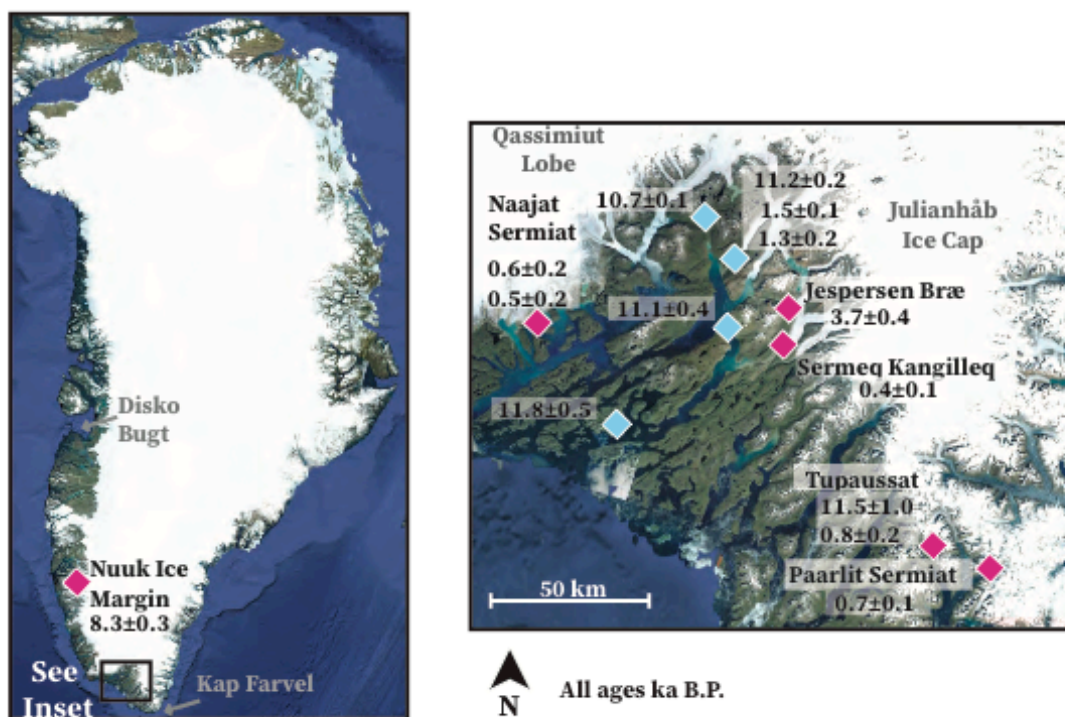 Disko
Bugt
Nuuk Ice
Margin
8.3±0.3
See
Inset
Kap Farvel
Qassimiut
Lobe
Naajat
Sermiat
0.6±0.2
0.5±0.2
10.7±0.1
11.2±0.2
1.5±0.1
1.3±0.2
Julianhåb
Ice Cap
11.1±0.4
Jespersen Bræ
3.7±0.4
Sermeq Kangilleq
0.4±0.1
11.8±0.5
Tupaussat
11.5±1.0
0.8±0.2
Paarlit Sermiat
0.7±0.1
50 km
N
All ages ka B.P.